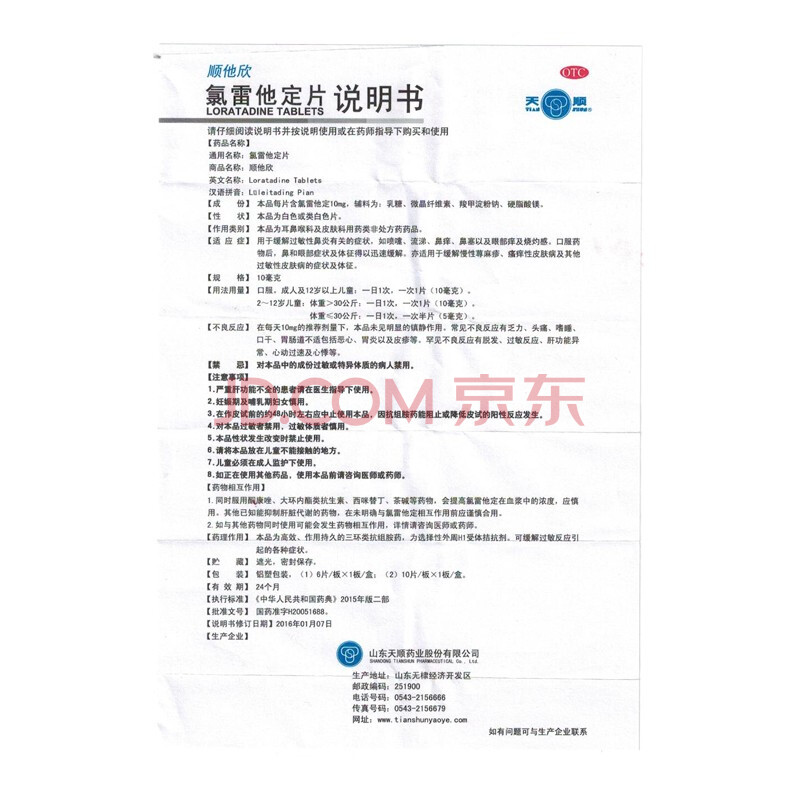 顺他欣
OTC
氯雷他定片 说明书
LORATADINE TABLETS
天 顺
TIAN SHUN®
请仔细阅读说明书并按说明使用或在药师指导下购买和使用
【药品名称】
通用名称：氯雷他定片
商品名称：顺他欣
英文名称：Loratadine Tablets
汉语拼音：Lüleitading Pian
【成 份】 本品每片含氯雷他定10mg，辅料为：乳糖、微晶纤维素、羧甲淀粉钠、硬脂酸镁。
【性 状】 本品为白色或类白色片。
【作用类别】 本品为耳鼻喉科及皮肤科用药类非处方药药品。
【适 应 症】 用于缓解过敏性鼻炎有关的症状，如喷嚏、流涕、鼻痒、鼻塞以及眼部痒及烧灼感，口服药
物后，鼻和眼部症状及体征得以迅速缓解。亦适用于缓解慢性荨麻疹、瘙痒性皮肤病及其他
过敏性皮肤病的症状及体征。
【规 格】 10毫克
【用法用量】 口服，成人及12岁以上儿童：一日1次，一次1片（10毫克）。
2～12岁儿童：体重＞30公斤：一日1次，一次1片（10毫克）。
体重≤30公斤：一日1次，一次半片（5毫克）。
【不良反应】 在每天10mg的推荐剂量下，本品未见明显的镇静作用，常见不良反应有乏力、头痛、嗜睡、
口干、胃肠道不适包括恶心、胃炎以及皮疹等。罕见不良反应有脱发、过敏反应、肝功能异
常、心动过速及心悸等。
【禁 忌】 对本品中的成份过敏或特异体质的病人禁用。
【注意事项】
1.严重肝功能不全的患者请在医生指导下使用。
2.妊娠期及哺乳期妇女慎用。
3.在作皮试前的约48小时左右应中止使用本品，因抗组胺药能阻止或降低皮试的阳性反应发生。
4.对本品过敏者禁用，过敏体质者慎用。
5.本品性状发生改变时禁止使用。
6.请将本品放在儿童不能接触的地方。
7.儿童必须在成人监护下使用。
8.如正在使用其他药品，使用本品前请咨询医师或药师。
JD.COM 京东
【药物相互作用】
1.同时服用酮康唑、大环内酯类抗生素、西咪替丁、茶碱等药物，会提高氯雷他定在血浆中的浓度，应慎
用。其他已知能抑制肝脏代谢的药物，在未明确与氯雷他定相互作用前应谨慎合用。
2.如与其他药物同时使用可能会发生药物相互作用，详情请咨询医师或药师。
【药理作用】 本品为高效、作用持久的三环类抗组胺药，为选择性外周H1受体拮抗剂。可缓解过敏反应引
起的各种症状。
【贮 藏】 遮光，密封保存。
【包 装】 铝塑包装，（1）6片/板×1板/盒；（2）10片/板×1板/盒。
【有 效 期】 24个月
【执行标准】 《中华人民共和国药典》2015年版二部
【批准文号】 国药准字H20051688。
【说明书修订日期】 2016年01月07日
【生产企业】
山东天顺药业股份有限公司
SHANDONG TIANSHUN PHARMACEUTICAL Co., Ltd.
生产地址：山东无棣经济开发区
邮政编码：251900
电话号码：0543-2156666
传真号码：0543-2156679
网址：www.tianshunyaoye.com
如有问题可与生产企业联系